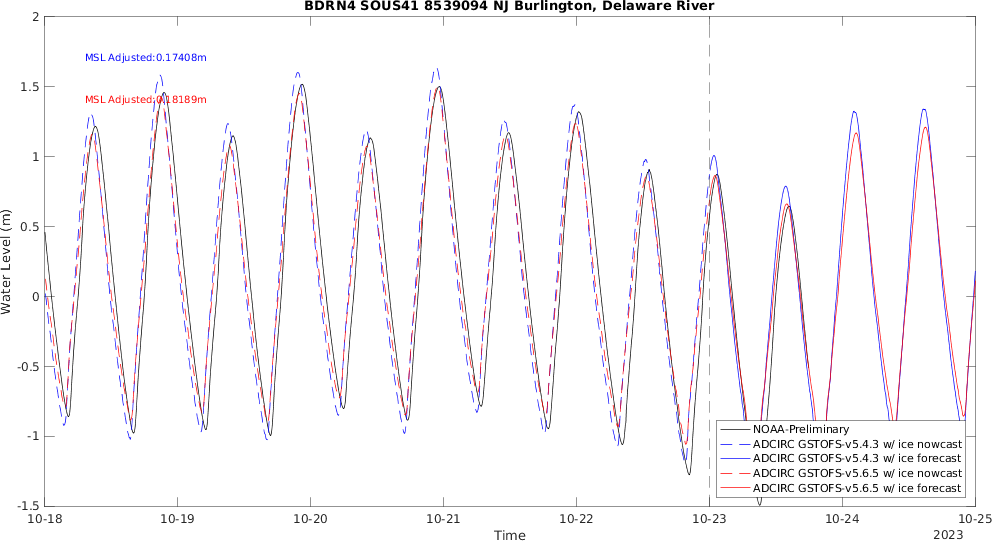 BDRN4 SOUS41 8539094 NJ Burlington, Delaware River
2
MSL Adjusted:0.17408m
1.5
MSL Adjusted:0.18189m
1
0.5
Water Level (m)
0
-0.5
-1
NOAA-Preliminary
ADCIRC GSTOFS-v5.4.3 w/ ice nowcast
ADCIRC GSTOFS-v5.4.3 w/ ice forecast
ADCIRC GSTOFS-v5.6.5 w/ ice nowcast
ADCIRC GSTOFS-v5.6.5 w/ ice forecast
-1.5
10-18 10-19 10-20 10-21 10-22 10-23 10-24 10-25
Time
2023